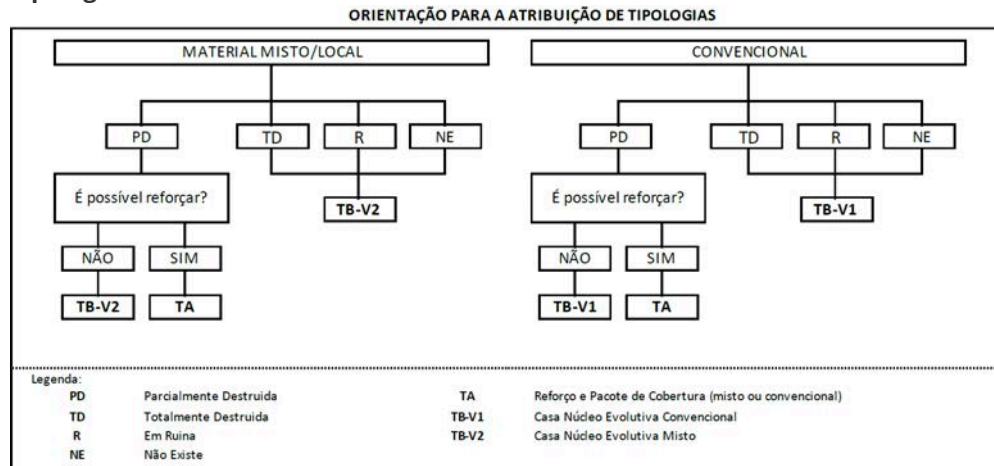 ORIENTAÇÃO PARA A ATRIBUIÇÃO DE TIPOLOGIAS
MATERIAL MISTO/LOCAL CONVENCIONAL
PD TD R NE PD TD R NE
É possível reforçar? TB-V2 É possível reforçar? TB-V1
NÃO SIM NÃO SIM
TB-V2 TA TB-V1 TA
Legenda:
PD Parcialmente Destruida TA Reforço e Pacote de Cobertura (misto ou convencional)
TD Totalmente Destruida TB-V1 Casa Núcleo Evolutiva Convencional
R Em Ruina TB-V2 Casa Núcleo Evolutiva Misto
NE Não Existe